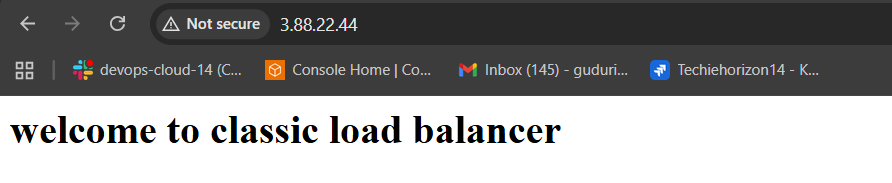 Not secure 3.88.22.44
devops-cloud-14 (C... Console Home | Co... Inbox (145) - guduri... Techiehorizon14 - K...
welcome to classic load balancer